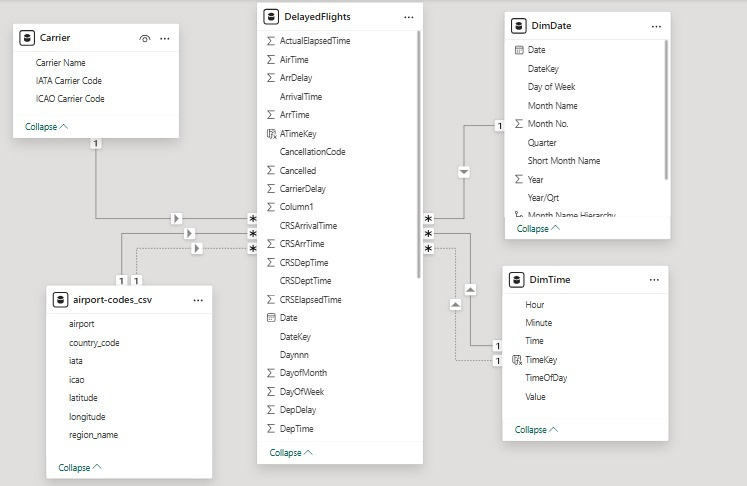 Carrier
Carrier Name
IATA Carrier Code
ICAO Carrier Code
Collapse
DelayedFlights
ActualElapsedTime
AirTime
ArrDelay
ArrivalTime
ArrTime
ATimeKey
CancellationCode
Cancelled
CarrierDelay
Column1
CRSArrivalTime
CRSArrTime
CRSDepTime
CRSDeptTime
CRSElapsedTime
Date
DateKey
Daynnn
DayofMonth
DayOfWeek
DepDelay
DepTime
Collapse
DimDate
Date
DateKey
Day of Week
Month Name
Month No.
Quarter
Short Month Name
Year
Year/Qrt
Month Name Hierarchy
Collapse
airport-codes_csv
airport
country_code
iata
icao
latitude
longitude
region_name
Collapse
DimTime
Hour
Minute
Time
TimeKey
TimeOfDay
Value
Collapse
1
*
1
1
*
*
1
*
1
1
*
*